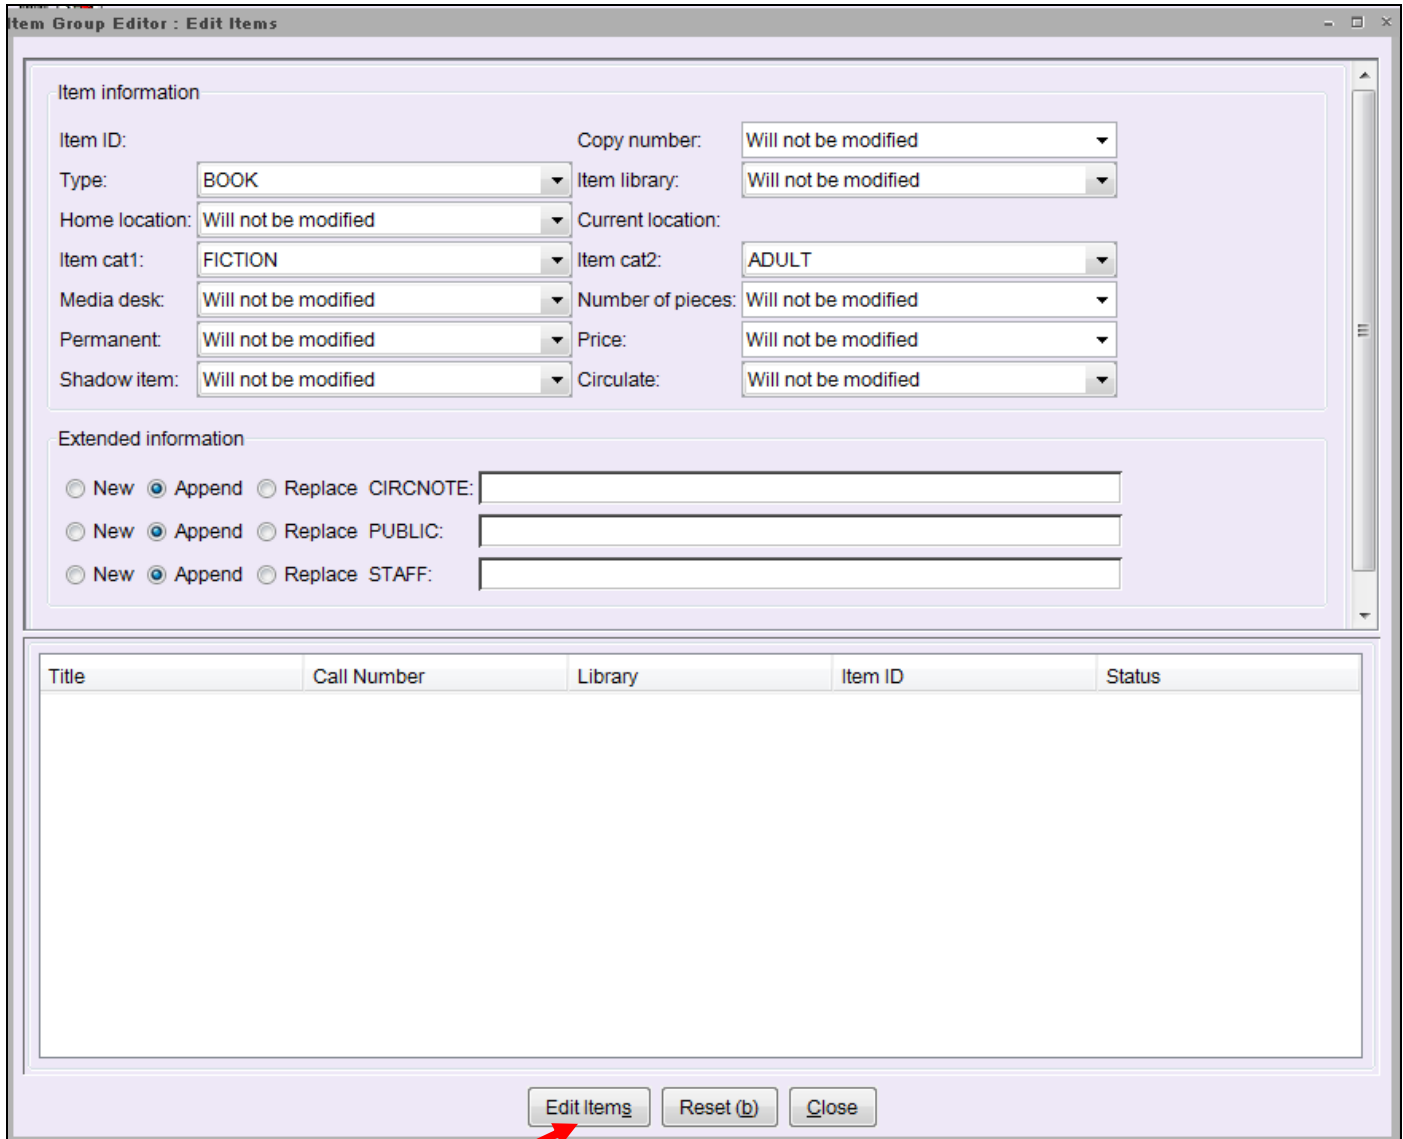 Item Group Editor : Edit Items
Item information
Item ID: Copy number: Will not be modified
Type: BOOK Item library: Will not be modified
Home location: Will not be modified Current location:
Item cat1: FICTION Item cat2: ADULT
Media desk: Will not be modified Number of pieces: Will not be modified
Permanent: Will not be modified Price: Will not be modified
Shadow item: Will not be modified Circulate: Will not be modified
Extended information
New Append Replace CIRCNOTE:
New Append Replace PUBLIC:
New Append Replace STAFF:
Title Call Number Library Item ID Status
Edit Items Reset (b) Close